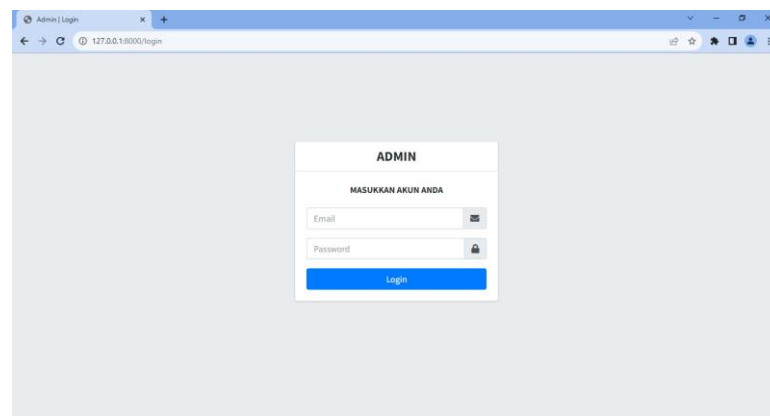 Admin | Login
127.0.0.1:8000/login
ADMIN
MASUKKAN AKUN ANDA
Email
Password
Login